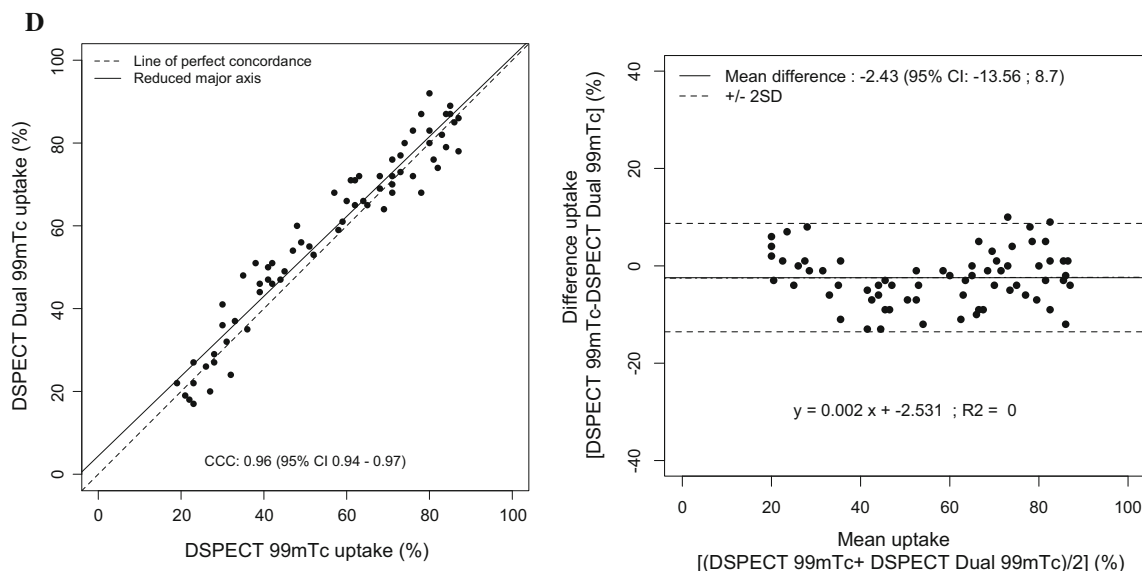 D
Line of perfect concordance
Reduced major axis
DSPECT Dual 99mTc uptake (%)
100
80
60
40
20
0
CCC: 0.96 (95% CI 0.94 - 0.97)
0 20 40 60 80 100
DSPECT 99mTc uptake (%)
Mean difference : -2.43 (95% CI: -13.56 ; 8.7)
+/- 2SD
Difference uptake
[DSPECT 99mTc-DSPECT Dual 99mTc] (%)
40
20
0
-20
-40
y = 0.002 x + -2.531 ; R2 = 0
0 20 40 60 80 100
Mean uptake
[(DSPECT 99mTc+ DSPECT Dual 99mTc)/2] (%)